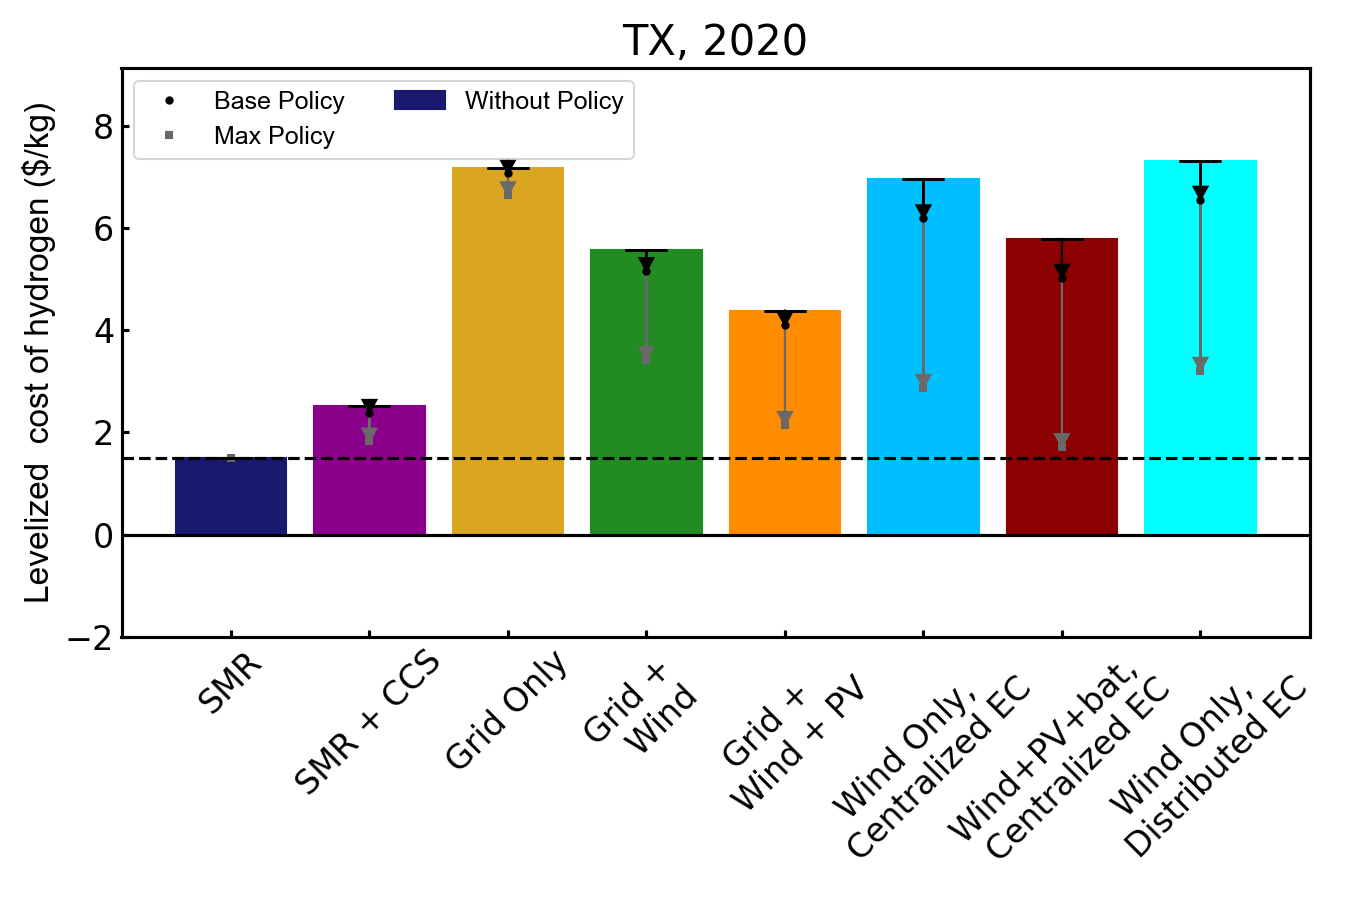 TX, 2020
Base Policy
Max Policy
Without Policy
Levelized  cost of hydrogen ($/kg)
8
6
4
2
0
−2
SMR
SMR + CCS
Grid Only
Grid +
Wind
Grid +
Wind + PV
Wind Only,
Centralized EC
Wind+PV+bat,
Centralized EC
Wind Only,
Distributed EC